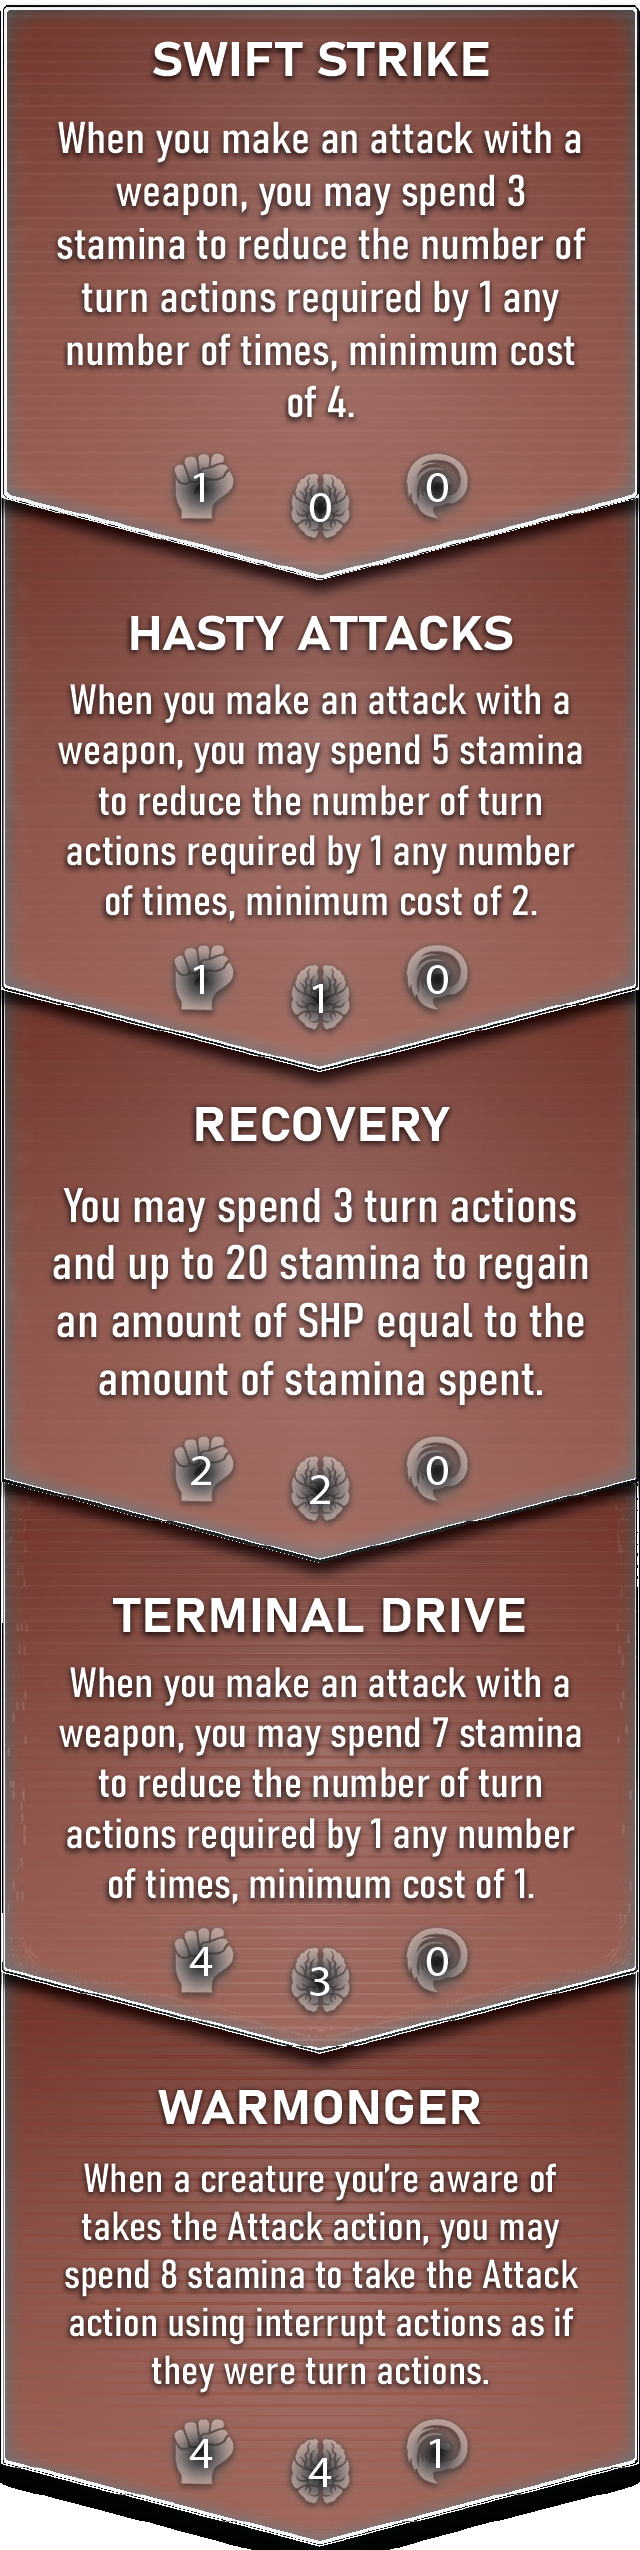 SWIFT STRIKE
When you make an attack with a
weapon, you may spend 3
stamina to reduce the number of
turn actions required by 1 any
number of times, minimum cost
of 4.
1 0 0
HASTY ATTACKS
When you make an attack with a
weapon, you may spend 5 stamina
to reduce the number of turn
actions required by 1 any number
of times, minimum cost of 2.
1 1 0
RECOVERY
You may spend 3 turn actions
and up to 20 stamina to regain
an amount of SHP equal to the
amount of stamina spent.
2 2 0
TERMINAL DRIVE
When you make an attack with a
weapon, you may spend 7 stamina
to reduce the number of turn
actions required by 1 any number
of times, minimum cost of 1.
4 3 0
WARMONGER
When a creature you're aware of
takes the Attack action, you may
spend 8 stamina to take the Attack
action using interrupt actions as if
they were turn actions.
4 4 1